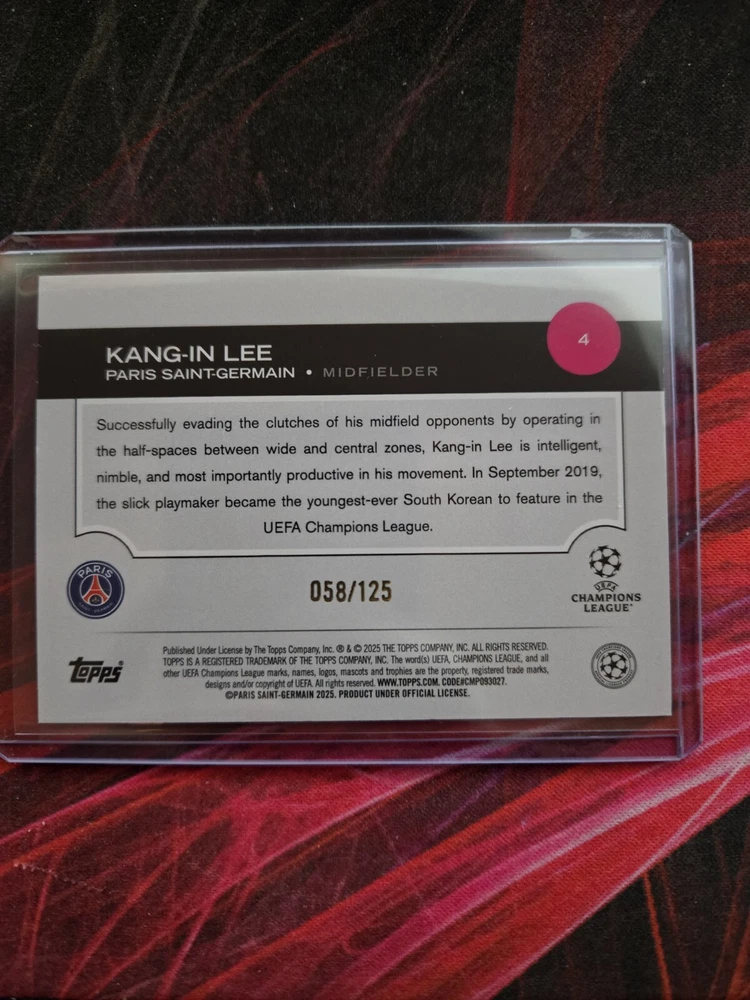 4
KANG-IN LEE
PARIS SAINT-GERMAIN • MIDFIELDER
Successfully evading the clutches of his midfield opponents by operating in
the half-spaces between wide and central zones, Kang-in Lee is intelligent,
nimble, and most importantly productive in his movement. In September 2019,
the slick playmaker became the youngest-ever South Korean to feature in the
UEFA Champions League.
PARIS
SAINT-GERMAIN
058/125
UEFA
CHAMPIONS
LEAGUE
topps
Published Under License by The Topps Company, Inc. ® & © 2025 THE TOPPS COMPANY, INC. ALL RIGHTS RESERVED.
TOPPS IS A REGISTERED TRADEMARK OF THE TOPPS COMPANY, INC. The word(s) UEFA, CHAMPIONS LEAGUE, and all
other UEFA Champions League marks, names, logos, mascots and trophies are the property, registered trade marks,
designs and/or copyright of UEFA. All rights reserved. WWW.TOPPS.COM. CODE#CMP093027.
©PARIS SAINT-GERMAIN 2025. PRODUCT UNDER OFFICIAL LICENSE.